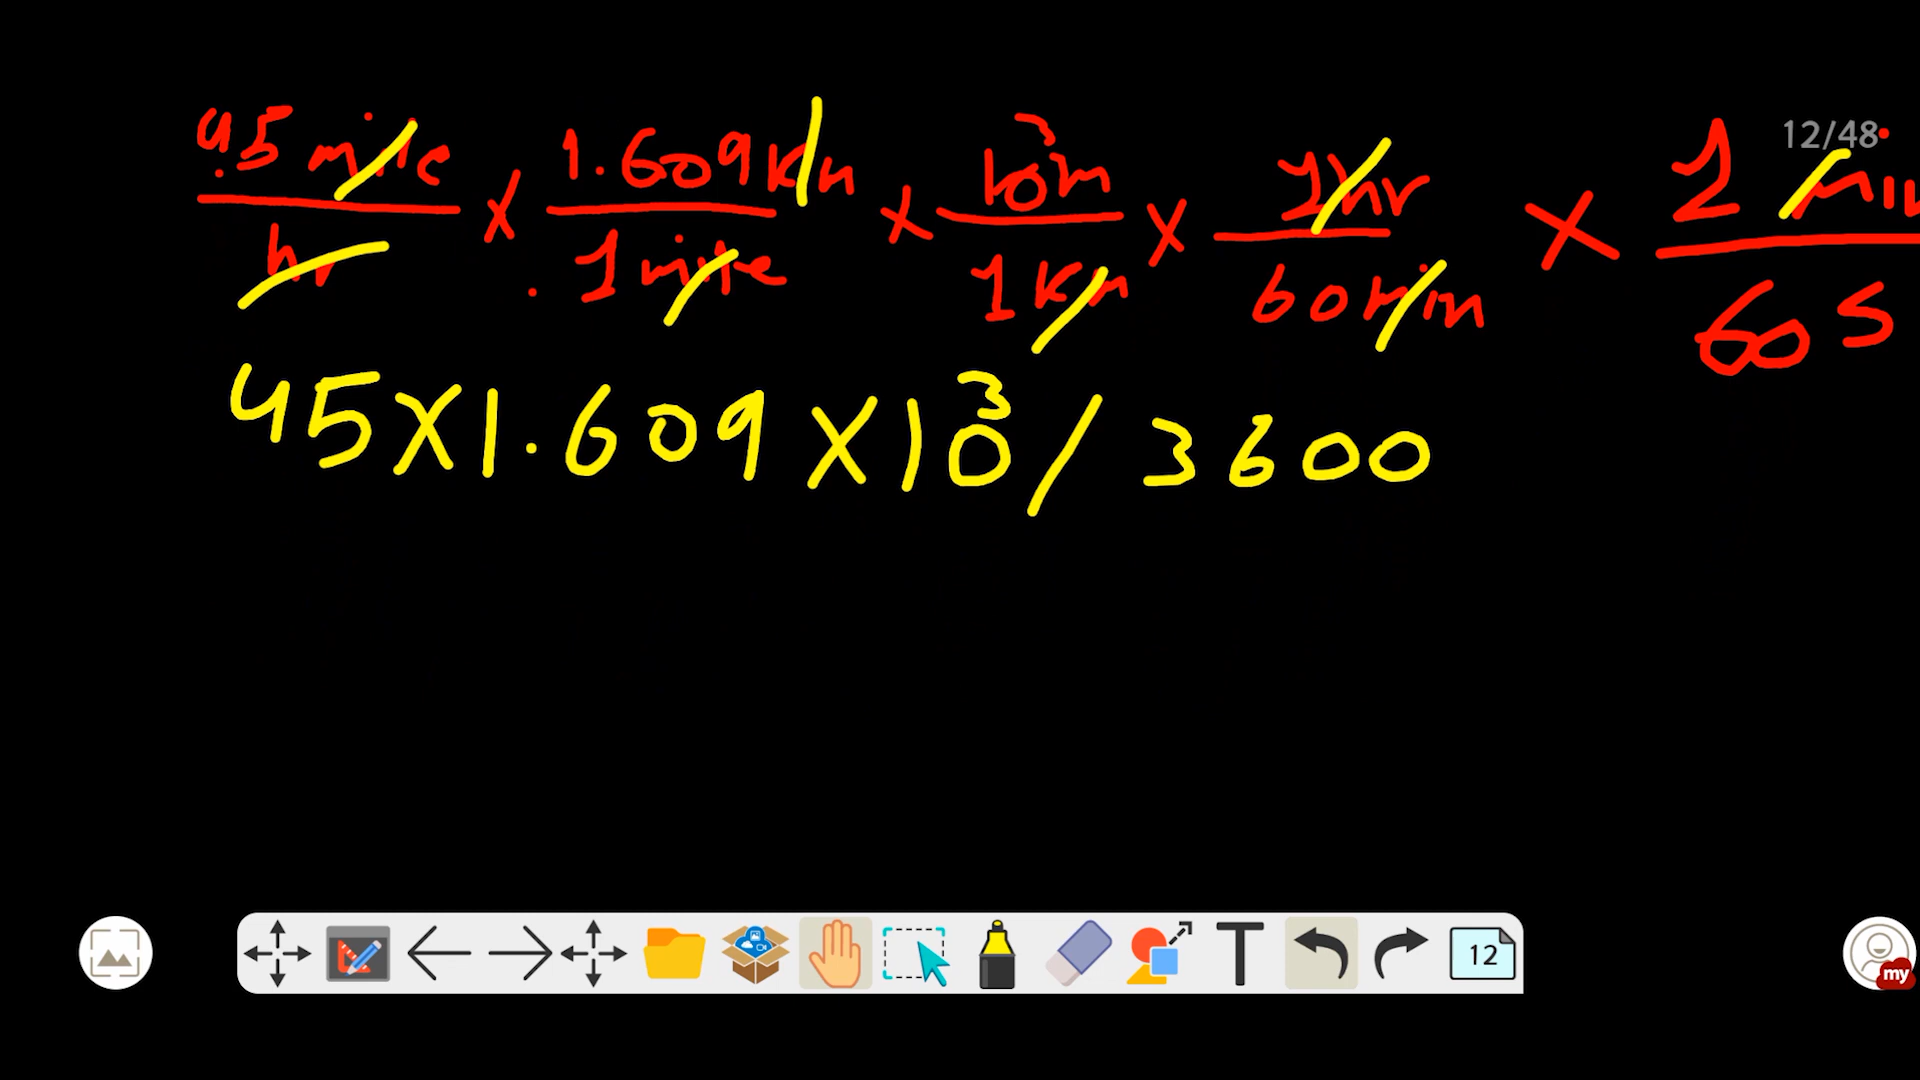 12/48
45 mile × 1.609 km × 10³m × 1 hr × 1 min
hr 1 mile 1 km 60 min 60 s
45×1.609×10³/3600
T 12
my